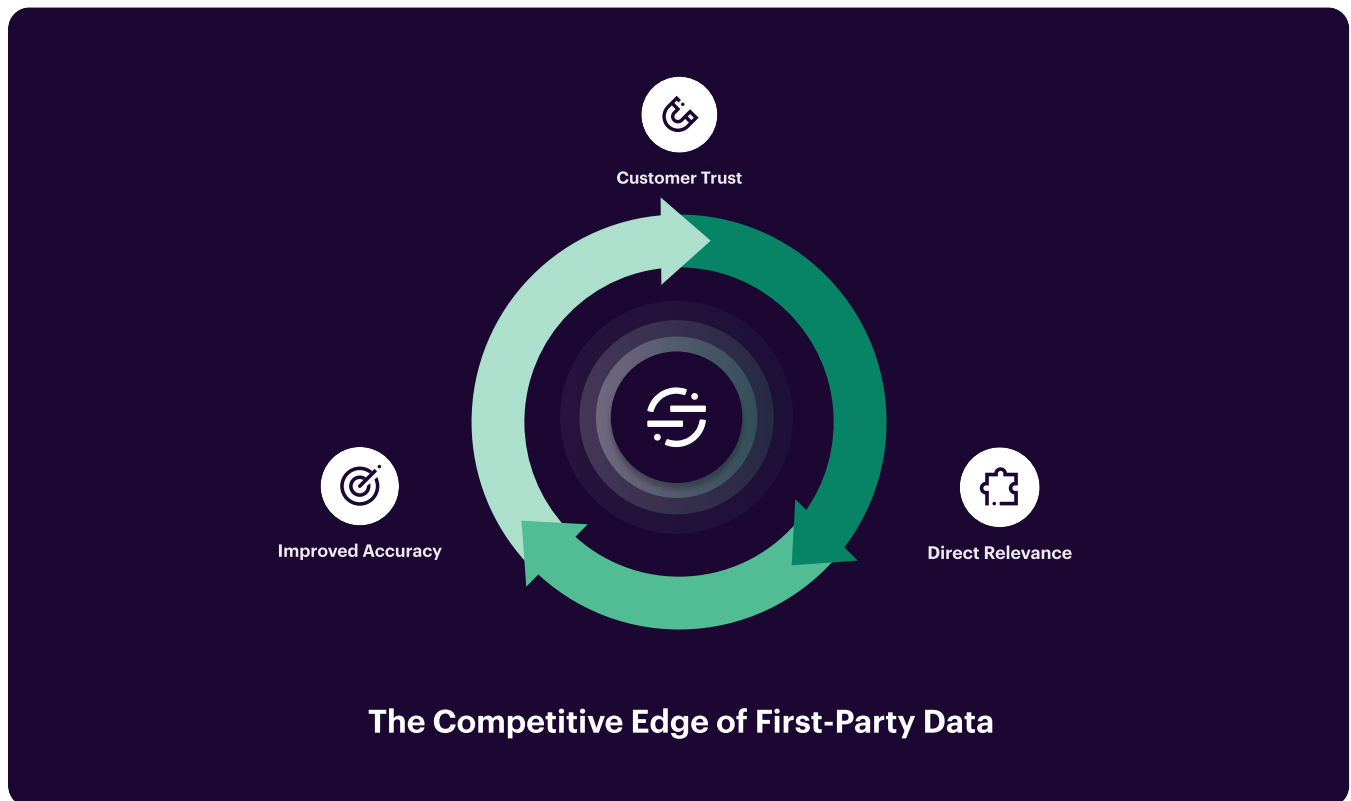 Customer Trust
Improved Accuracy
Direct Relevance
The Competitive Edge of First-Party Data